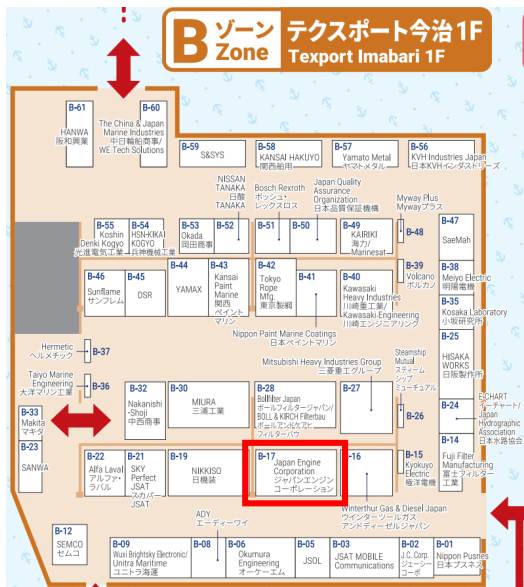 B ゾーン Zone
テクスポート今治 1F
Texport Imabari 1F
B-61
HANWA
阪和興業
B-60
The China & Japan
Marine Industries
中日輪船商事/
WE Tech Solutions
B-59
S&SYS
B-58
KANSAI HAKUYO
関西舶用
B-57
Yamato Metal
ヤマトメタル
B-56
KVH Industries Japan
日本KVHインダストリーズ
B-55
Koshin
Denki Kogyo
光進電気工業
B-54
HSN-KIKAI
KOGYO
兵神機械工業
B-53
Okada
岡田商事
NISSAN
TANAKA
日酸
TANAKA
B-52
Bosch Rexroth
ボッシュ・
レックスロス
B-51
Japan Quality
Assurance
Organization
日本品質保証機構
B-50
B-49
KAIRIKI
海力/
Marinesat
Myway Plus
Mywayプラス
B-48
B-47
SaeMah
B-46
Sunflame
サンフレム
B-45
DSR
B-44
YAMAX
B-43
Kansai
Paint
Marine
関西
ペイント
マリン
B-42
Tokyo
Rope
Mfg.
東京製綱
B-41
Nippon Paint Marine Coatings
日本ペイントマリン
B-40
Kawasaki
Heavy Industries
川崎重工業/
Kawasaki Engineering
川崎エンジニアリング
B-39
Volcano
ボルカノ
B-38
Meiyo Electric
明陽電機
B-35
Kosaka Laboratory
小坂研究所
Hermetic
ヘルメチック
B-37
Taiyo Marine
Engineering
大洋マリン工業
B-36
B-33
Makita
マキタ
B-32
Nakanishi
-Shoji
中西商事
B-30
MIURA
三浦工業
B-28
Bollfilter Japan
ボールフィルタージャパン/
BOLL & KIRCH Filterbau
ボールアンドケアヒ
フィルターバウ
Mitsubishi Heavy Industries Group
三菱重工グループ
B-27
Steamship
Mutual
スティーム
シップ
ミューチュアル
B-26
B-25
HISAKA
WORKS
日阪製作所
B-24
E-CHART
イーチャート/
Japan
Hydrographic
Association
日本水路協会
B-23
SANWA
B-22
Alfa Laval
アルファ・
ラバル
B-21
SKY
Perfect
JSAT
スカパー
JSAT
B-19
NIKKISO
日機装
B-17
Japan Engine
Corporation
ジャパンエンジン
コーポレーション
B-16
Winterthur Gas & Diesel Japan
ウインターツールガス
アンドディーゼルジャパン
B-15
Kyokuyo
Electric
極洋電機
B-14
Fuji Filter
Manufacturing
富士フィルター
工業
B-12
SEMCO
セムコ
B-09
Wuxi Brightsky Electronic/
Unitra Maritime
ユニトラ海運
ADY
エーディーワイ
B-08
B-06
Okumura
Engineering
オーケーエム
B-05
JSOL
B-03
JSAT MOBILE
Communications
B-02
J.C. Corp.
ジェーシー
コーポ
B-01
Nippon Pusnes
日本プスネス